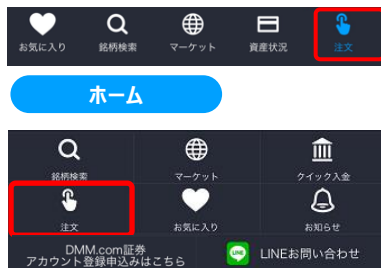 お気に入り 銘柄検索 マーケット 資産状況 注文
ホーム
銘柄検索 マーケット クイック入金
注文 お気に入り お知らせ
DMM.com証券
アカウント登録申込みはこちら
LINE LINEお問い合わせ